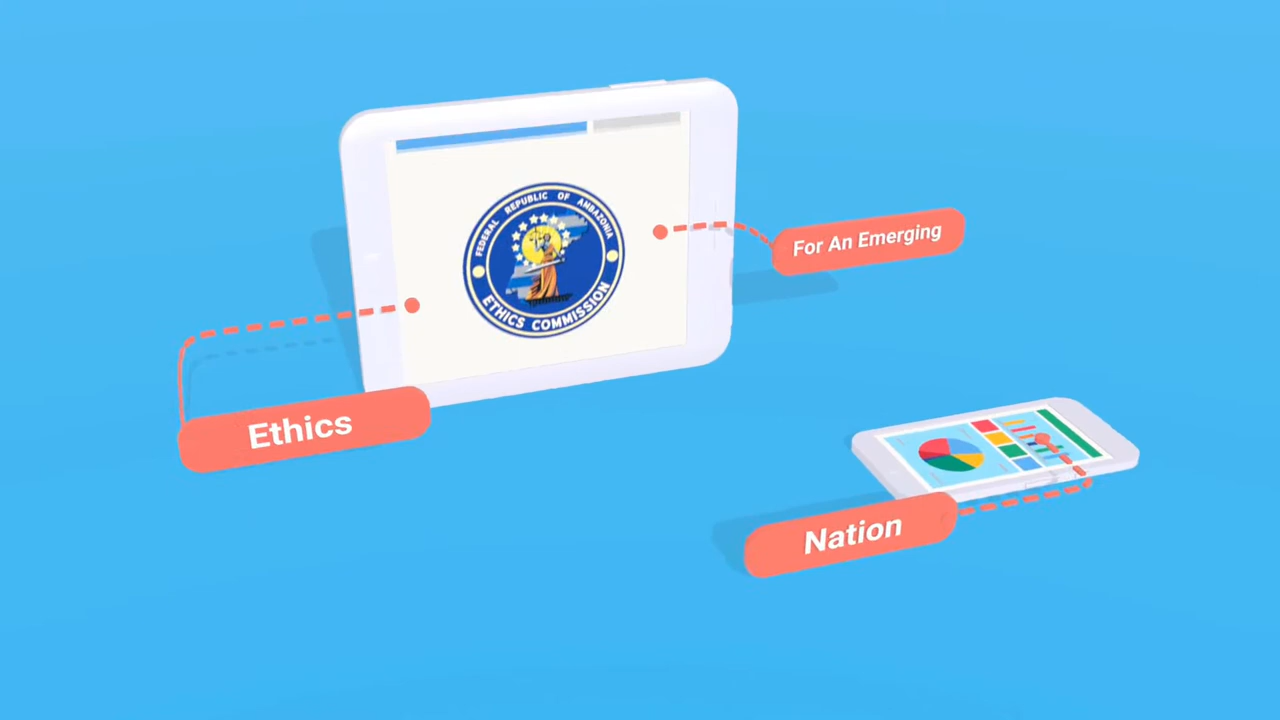 FEDERAL REPUBLIC OF AMBAZONIA
ETHICS COMMISSION
For An Emerging
Ethics
Nation